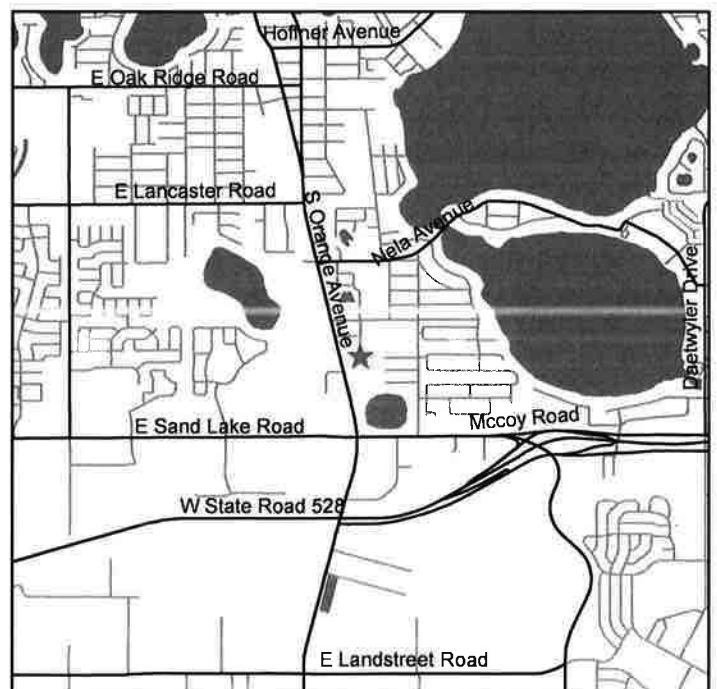 Hoffner Avenue
E Oak Ridge Road
E Lancaster Road
S Orange Avenue
Nela Avenue
Daetwyler Drive
E Sand Lake Road
Mccoy Road
W State Road 528
E Landstreet Road